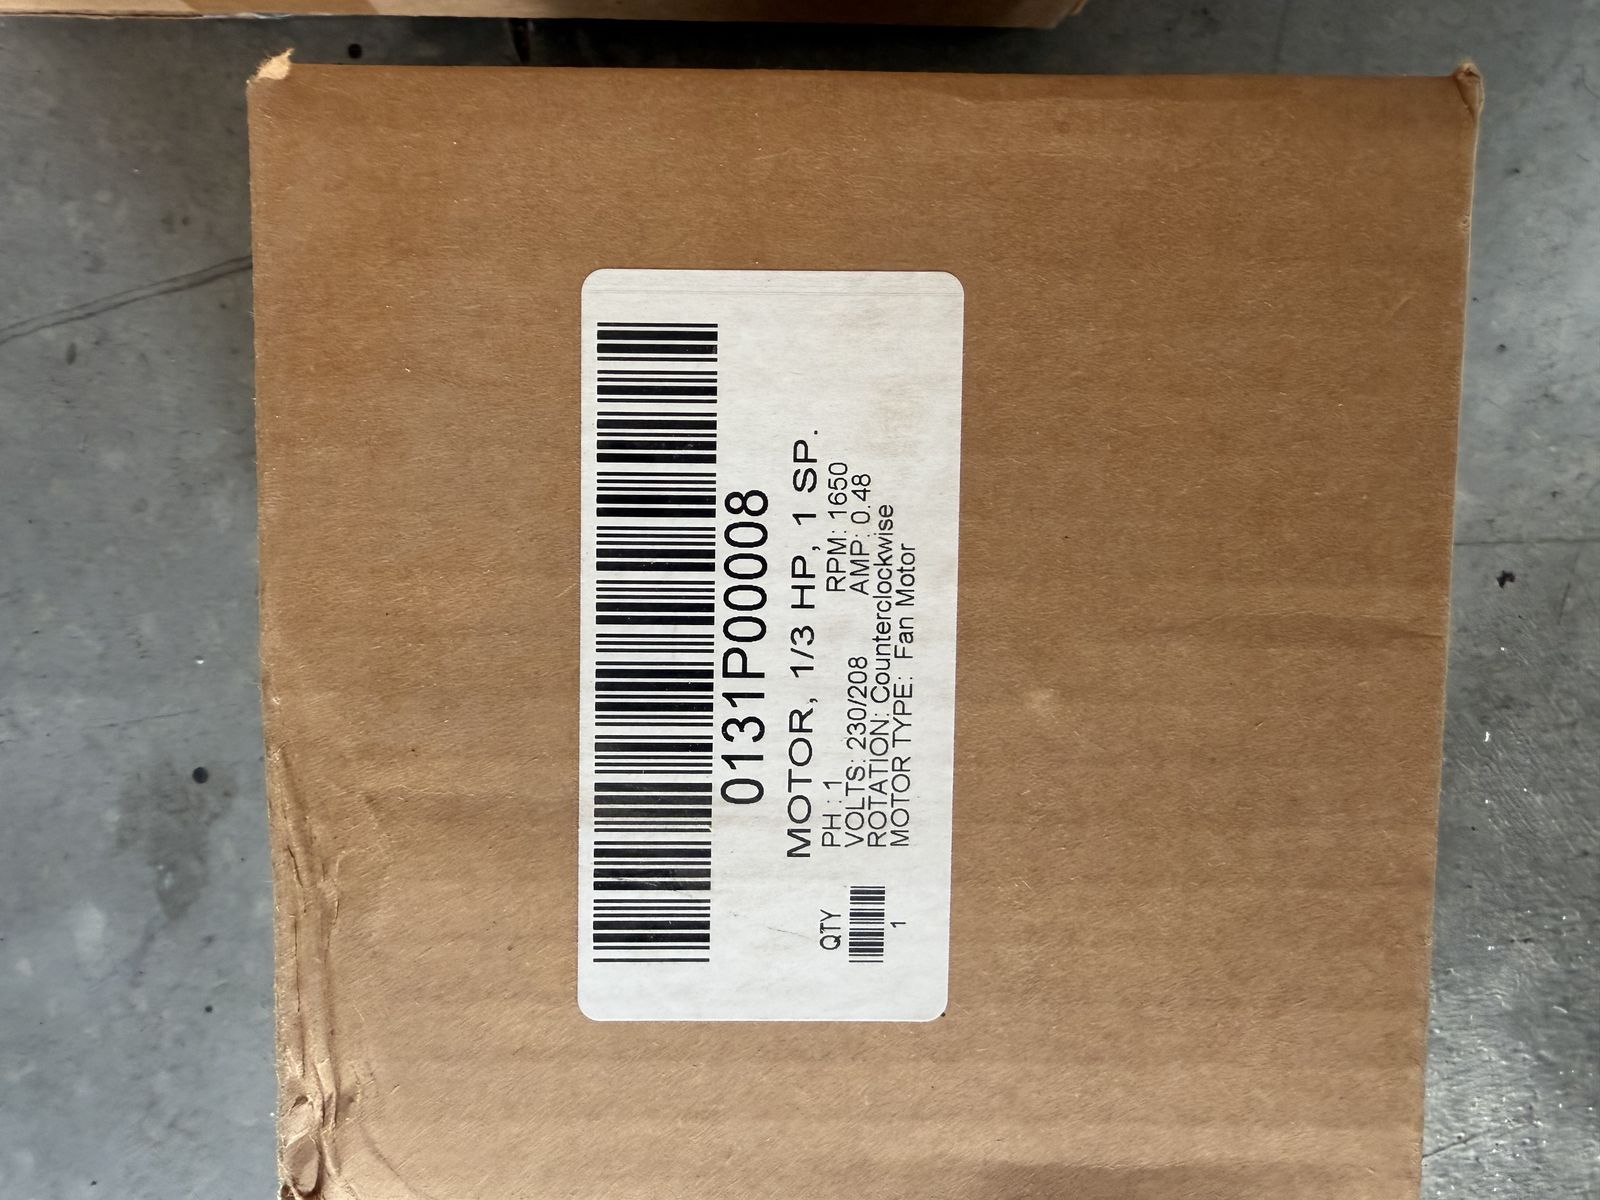 0131P00008
MOTOR, 1/3 HP, 1 SP.
PH : 1 RPM: 1650
VOLTS: 230/208 AMP: 0.48
ROTATION: Counterclockwise
MOTOR TYPE: Fan Motor
QTY
1